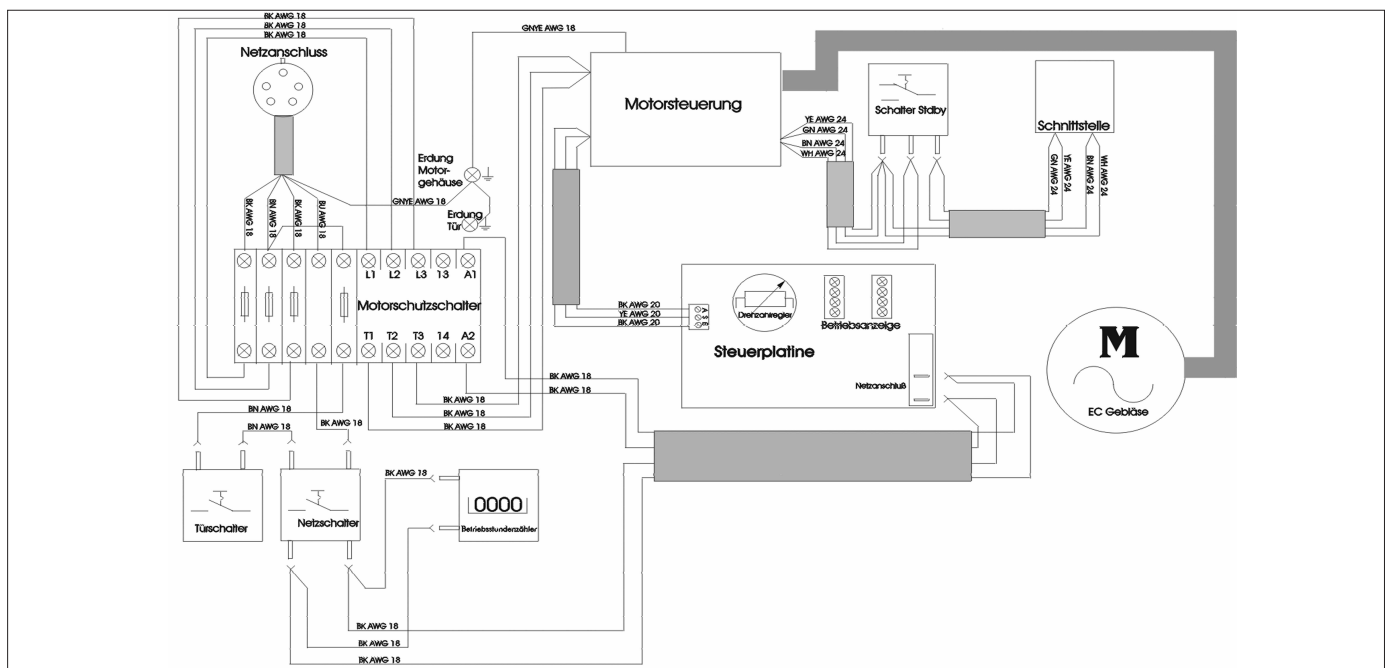 BK AWG 18
BK AWG 18
BK AWG 18
Netzanschluss
GNYE AWG 18
Motorsteuerung
Schalter Stdby
Schnittstelle
YE AWG 24
GN AWG 24
BN AWG 24
WH AWG 24
GN AWG 24
YE AWG 24
BN AWG 24
WH AWG 24
Erdung
Motor-
gehäuse
GNYE AWG 18
Erdung
Tür
BK AWG 18
BN AWG 18
BK AWG 18
BU AWG 18
L1 L2 L3 13 A1
Motorschutzschalter
T1 T2 T3 14 A2
BK AWG 20
YE AWG 20
BK AWG 20
A
S
E
Drehzahlregler
Betriebsanzeige
Steuerplatine
Netzanschluß
M
EC Gebläse
BK AWG 18
BK AWG 18
BK AWG 18
BK AWG 18
BK AWG 18
BN AWG 18
BN AWG 18
BK AWG 18
Türschalter
Netzschalter
BK AWG 18
0000
Betriebsstundenzähler
BK AWG 18
BK AWG 18
BK AWG 18